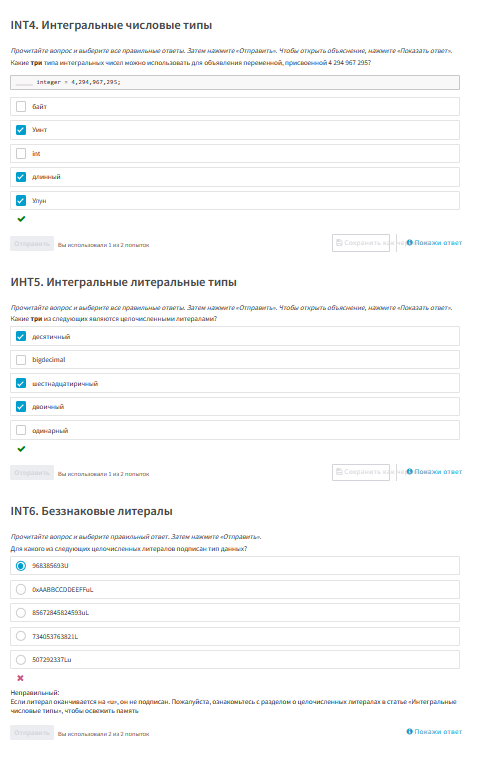 INT4. Интегральные числовые типы
Прочитайте вопрос и выберите все правильные ответы. Затем нажмите «Отправить». Чтобы открыть объяснение, нажмите «Показать ответ».
Какие три типа интегральных чисел можно использовать для объявления переменной, присвоенной 4 294 967 295?
_____ integer = 4,294,967,295;
байт
Уинт
int
длинный
Улун
Отправить
Вы использовали 1 из 2 попыток
Сохранить как чер
Покажи ответ
ИНТ5. Интегральные литеральные типы
Прочитайте вопрос и выберите все правильные ответы. Затем нажмите «Отправить». Чтобы открыть объяснение, нажмите «Показать ответ».
Какие три из следующих являются целочисленными литералами?
десятичный
bigdecimal
шестнадцатиричный
двоичный
одинарный
Отправить
Вы использовали 1 из 2 попыток
Сохранить как чер
Покажи ответ
INT6. Беззнаковые литералы
Прочитайте вопрос и выберите правильный ответ. Затем нажмите «Отправить».
Для какого из следующих целочисленных литералов подписан тип данных?
968385693U
0xAABBCCDDEEFFuL
85672845824593uL
734053763821L
507292337Lu
Неправильный:
Если литерал оканчивается на «u», он не подписан. Пожалуйста, ознакомьтесь с разделом о целочисленных литералах в статье «Интегральные
числовые типы», чтобы освежить память
Отправить
Вы использовали 2 из 2 попыток
Покажи ответ